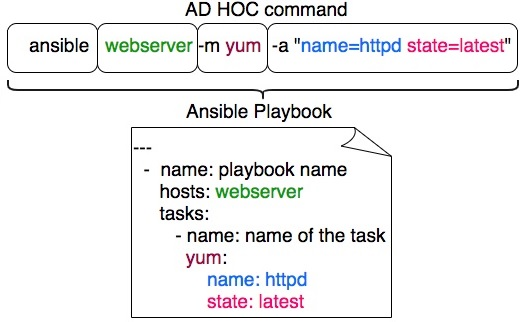 AD HOC command
ansible webserver -m yum -a "name=httpd state=latest"
Ansible Playbook
---
- name: playbook name
hosts: webserver
tasks:
- name: name of the task
yum:
name: httpd
state: latest